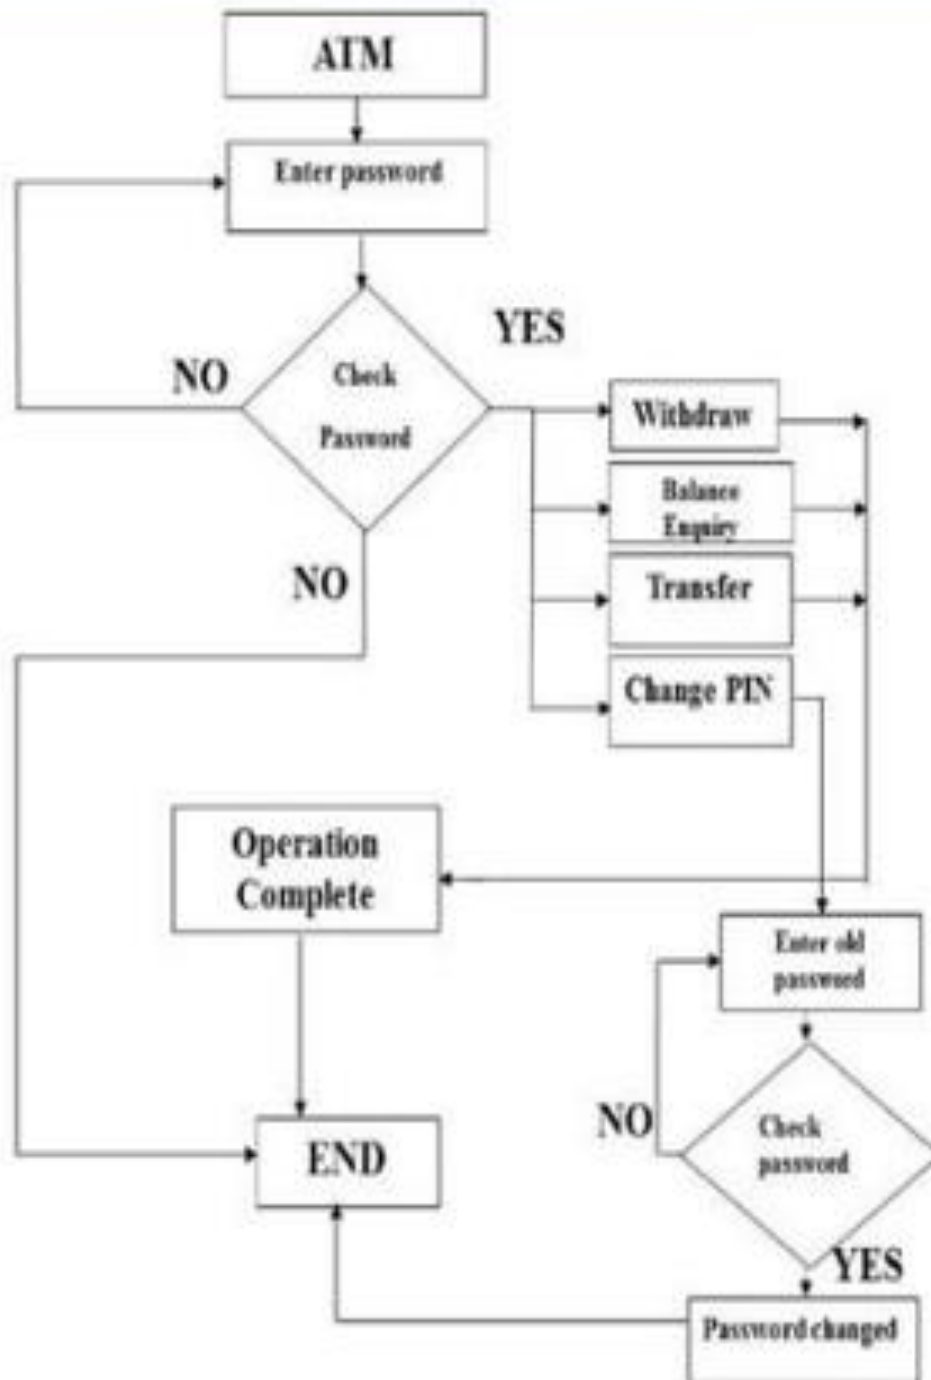 ATM
Enter password
YES
NO
Check
Password
Withdraw
Balance
Enquiry
NO
Transfer
Change PIN
Operation
Complete
Enter old
password
NO
Check
password
END
YES
Password changed